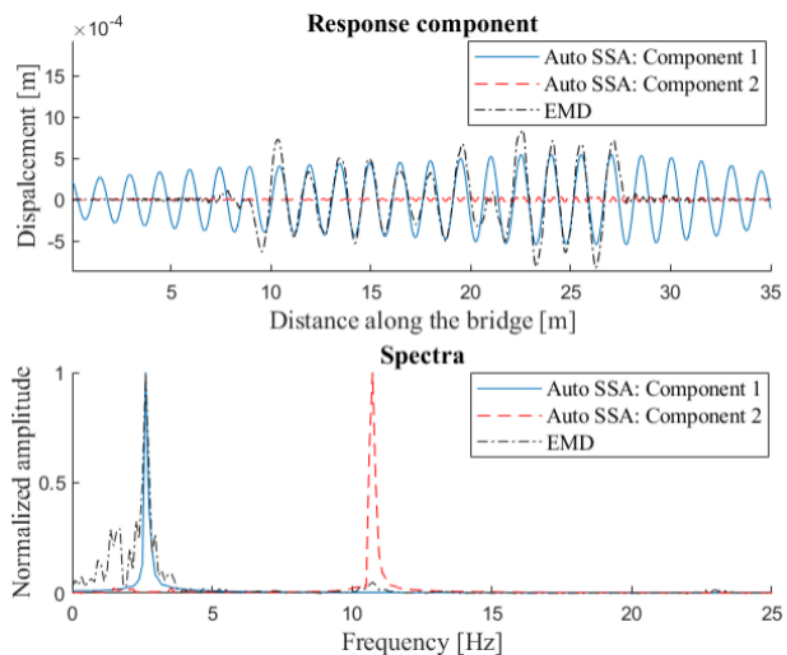 ×10⁻⁴
Response component
Auto SSA: Component 1
Auto SSA: Component 2
EMD
15
10
5
0
-5
Dispalcement [m]
5
10
15
20
25
30
35
Distance along the bridge [m]
Spectra
Auto SSA: Component 1
Auto SSA: Component 2
EMD
1
0.5
0
Normalized amplitude
0
5
10
15
20
25
Frequency [Hz]